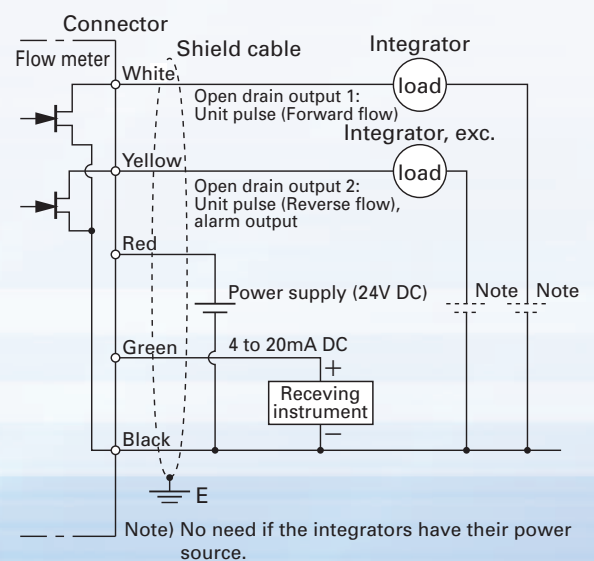 Connector
Flow meter
Shield cable
Integrator
White
load
Open drain output 1:
Unit pulse (Forward flow)
Integrator, exc.
Yellow
load
Open drain output 2:
Unit pulse (Reverse flow),
alarm output
Red
Power supply (24V DC)
Note
Note
Green
4 to 20mA DC
+
Receving
instrument
−
Black
E
Note) No need if the integrators have their power
source.